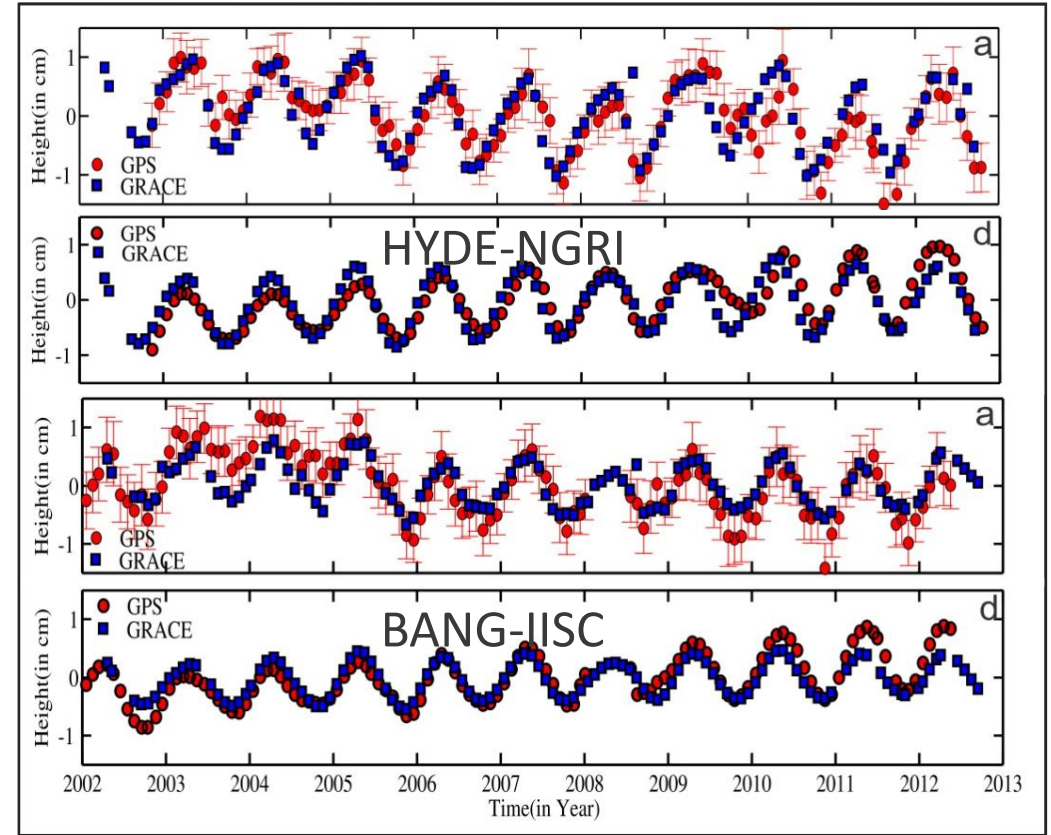 a
1
0
-1
Height(in cm)
GPS
GRACE
d
GPS
GRACE
HYDE-NGRI
1
0
-1
Height(in cm)
a
1
0
-1
Height(in cm)
GPS
GRACE
d
GPS
GRACE
BANG-IISC
1
0
-1
Height(in cm)
2002 2003 2004 2005 2006 2007 2008 2009 2010 2011 2012 2013
Time(in Year)